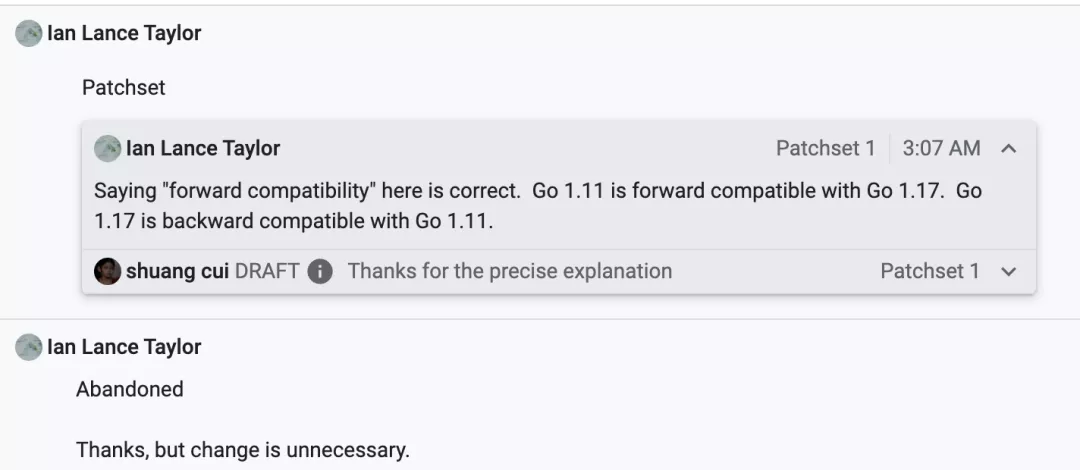 Ian Lance Taylor
Patchset
Ian Lance Taylor Patchset 1 3:07 AM
Saying "forward compatibility" here is correct.  Go 1.11 is forward compatible with Go 1.17.  Go
1.17 is backward compatible with Go 1.11.
shuang cui DRAFT i Thanks for the precise explanation Patchset 1
Ian Lance Taylor
Abandoned
Thanks, but change is unnecessary.